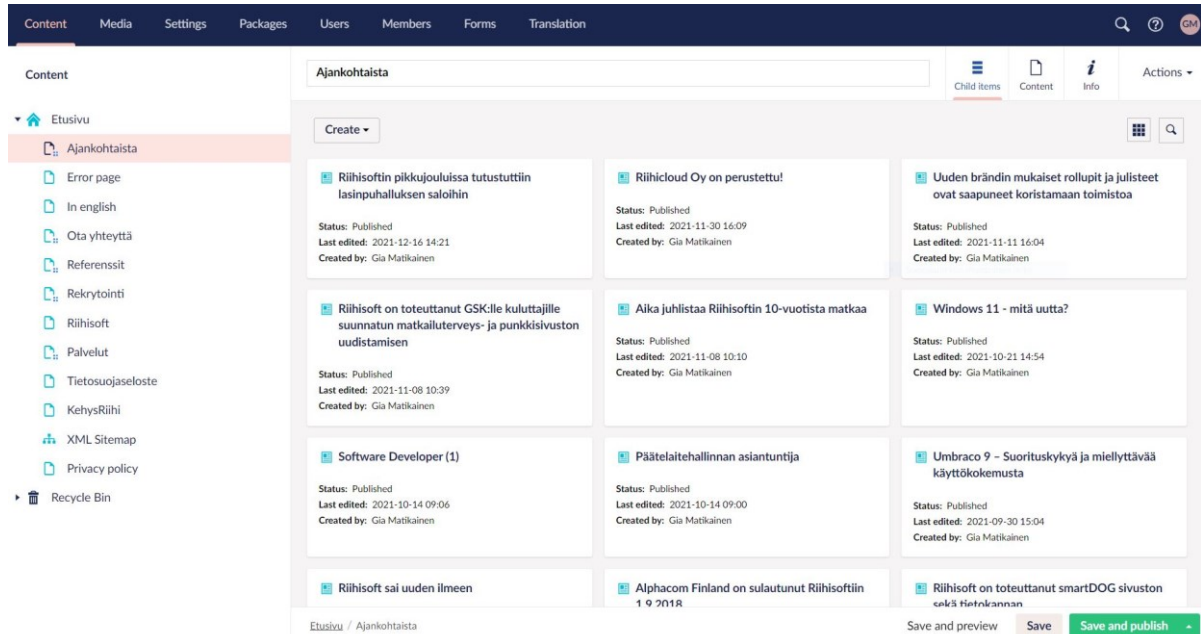 Content Media Settings Packages Users Members Forms Translation GM
Content
Ajankohtaista
Child items Content Info Actions
Etusivu
Ajankohtaista
Error page
In english
Ota yhteyttä
Referenssit
Rekrytointi
Riihisoft
Palvelut
Tietosuojaseloste
KehysRiihi
XML Sitemap
Privacy policy
Recycle Bin
Create
Riihisoftin pikkujouluissa tutustuttiin
lasinpuhalluksen saloihin
Status: Published
Last edited: 2021-12-16 14:21
Created by: Gia Matikainen
Riihicloud Oy on perustettu!
Status: Published
Last edited: 2021-11-30 16:09
Created by: Gia Matikainen
Uuden brändin mukaiset rollupit ja julisteet
ovat saapuneet koristamaan toimistoa
Status: Published
Last edited: 2021-11-11 16:04
Created by: Gia Matikainen
Riihisoft on toteuttanut GSK:lle kuluttajille
suunnatun matkailuterveys- ja punkkisivuston
uudistamisen
Status: Published
Last edited: 2021-11-08 10:39
Created by: Gia Matikainen
Aika juhlistaa Riihisoftin 10-vuotista matkaa
Status: Published
Last edited: 2021-11-08 10:10
Created by: Gia Matikainen
Windows 11 - mitä uutta?
Status: Published
Last edited: 2021-10-21 14:54
Created by: Gia Matikainen
Software Developer (1)
Status: Published
Last edited: 2021-10-14 09:06
Created by: Gia Matikainen
Päätelaitehallinnan asiantuntija
Status: Published
Last edited: 2021-10-14 09:00
Created by: Gia Matikainen
Umbraco 9 – Suorituskykyä ja miellyttävää
käyttökokemusta
Status: Published
Last edited: 2021-09-30 15:04
Created by: Gia Matikainen
Riihisoft sai uuden ilmeen
Alphacom Finland on sulautunut Riihisoftiin
1.9.2018
Riihisoft on toteuttanut smartDOG sivuston
sekä tietokannan
Etusivu / Ajankohtaista
Save and preview Save Save and publish